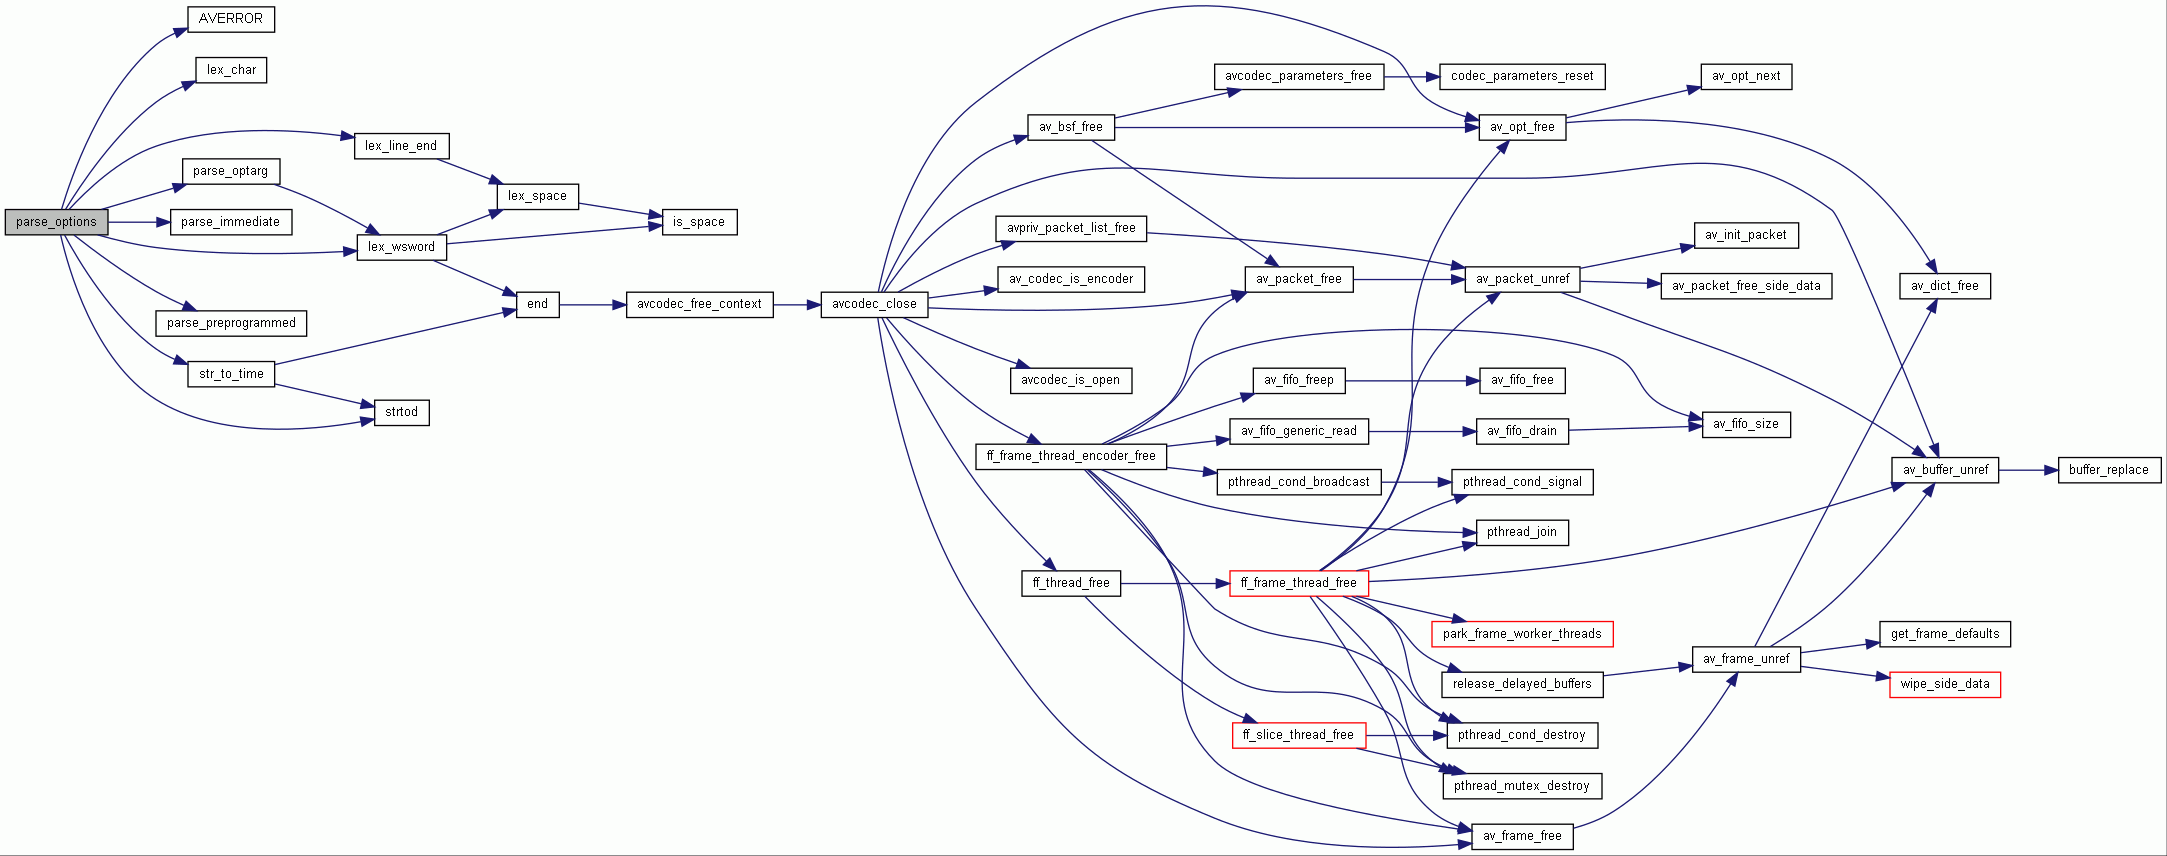 AVERROR
lex_char
lex_line_end
parse_optarg
parse_options
parse_immediate
lex_wsword
parse_preprogrammed
str_to_time
strtod
lex_space
is_space
end
avcodec_free_context
avcodec_close
av_bsf_free
avpriv_packet_list_free
av_codec_is_encoder
avcodec_is_open
ff_frame_thread_encoder_free
ff_thread_free
avcodec_parameters_free
av_packet_free
av_fifo_freep
av_fifo_generic_read
pthread_cond_broadcast
ff_frame_thread_free
ff_slice_thread_free
codec_parameters_reset
av_opt_free
av_packet_unref
av_fifo_free
av_fifo_drain
pthread_cond_signal
pthread_join
park_frame_worker_threads
release_delayed_buffers
pthread_cond_destroy
pthread_mutex_destroy
av_frame_free
av_opt_next
av_init_packet
av_packet_free_side_data
av_fifo_size
av_frame_unref
av_dict_free
av_buffer_unref
get_frame_defaults
wipe_side_data
buffer_replace